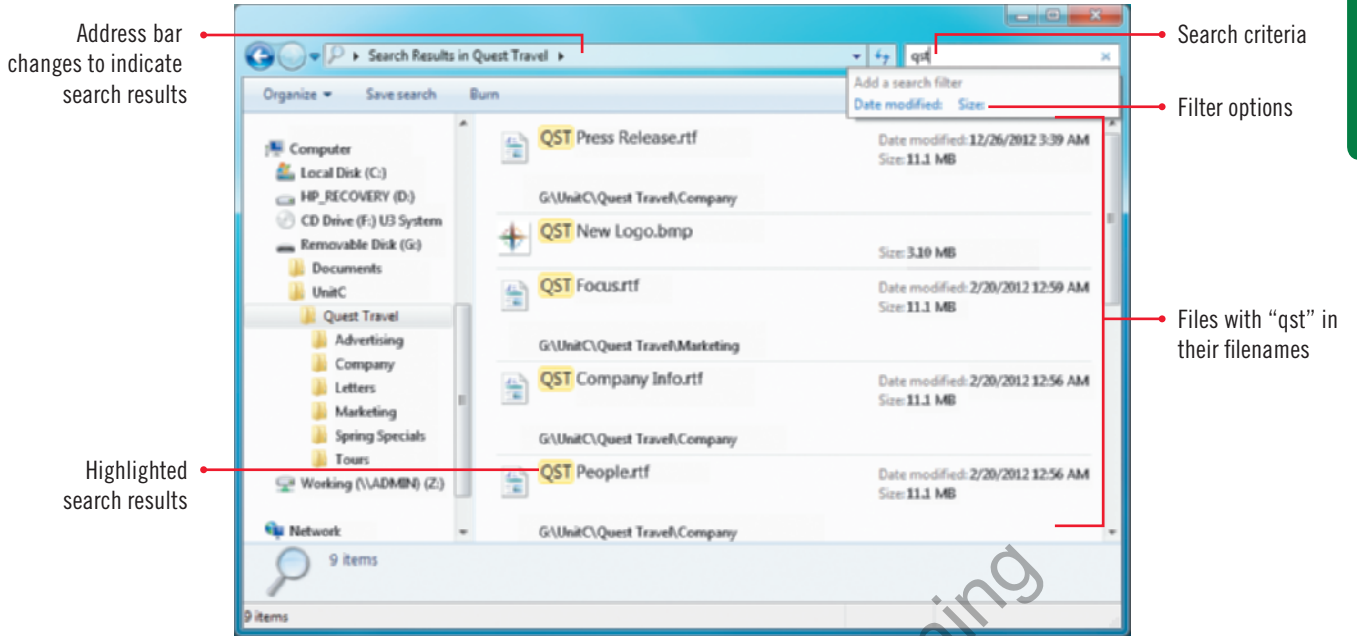 Address bar
changes to indicate
search results
Search Results in Quest Travel
qst
Search criteria
Organize
Save search
Burn
Add a search filter
Date modified: Size:
Filter options
Computer
Local Disk (C:)
HP_RECOVERY (D:)
CD Drive (F:) U3 System
Removable Disk (G:)
Documents
UnitC
Quest Travel
Advertising
Company
Letters
Marketing
Spring Specials
Tours
Working (\\ADMIN) (Z:)
Network
QST Press Release.rtf
Date modified: 12/26/2012 3:39 AM
Size: 11.1 MB
G:\UnitC\Quest Travel\Company
QST New Logo.bmp
Size: 3.10 MB
QST Focus.rtf
Date modified: 2/20/2012 12:59 AM
Size: 11.1 MB
G:\UnitC\Quest Travel\Marketing
QST Company Info.rtf
Date modified: 2/20/2012 12:56 AM
Size: 11.1 MB
G:\UnitC\Quest Travel\Company
QST People.rtf
Date modified: 2/20/2012 12:56 AM
Size: 11.1 MB
G:\UnitC\Quest Travel\Company
Files with “qst” in
their filenames
Highlighted
search results
9 items
9 items